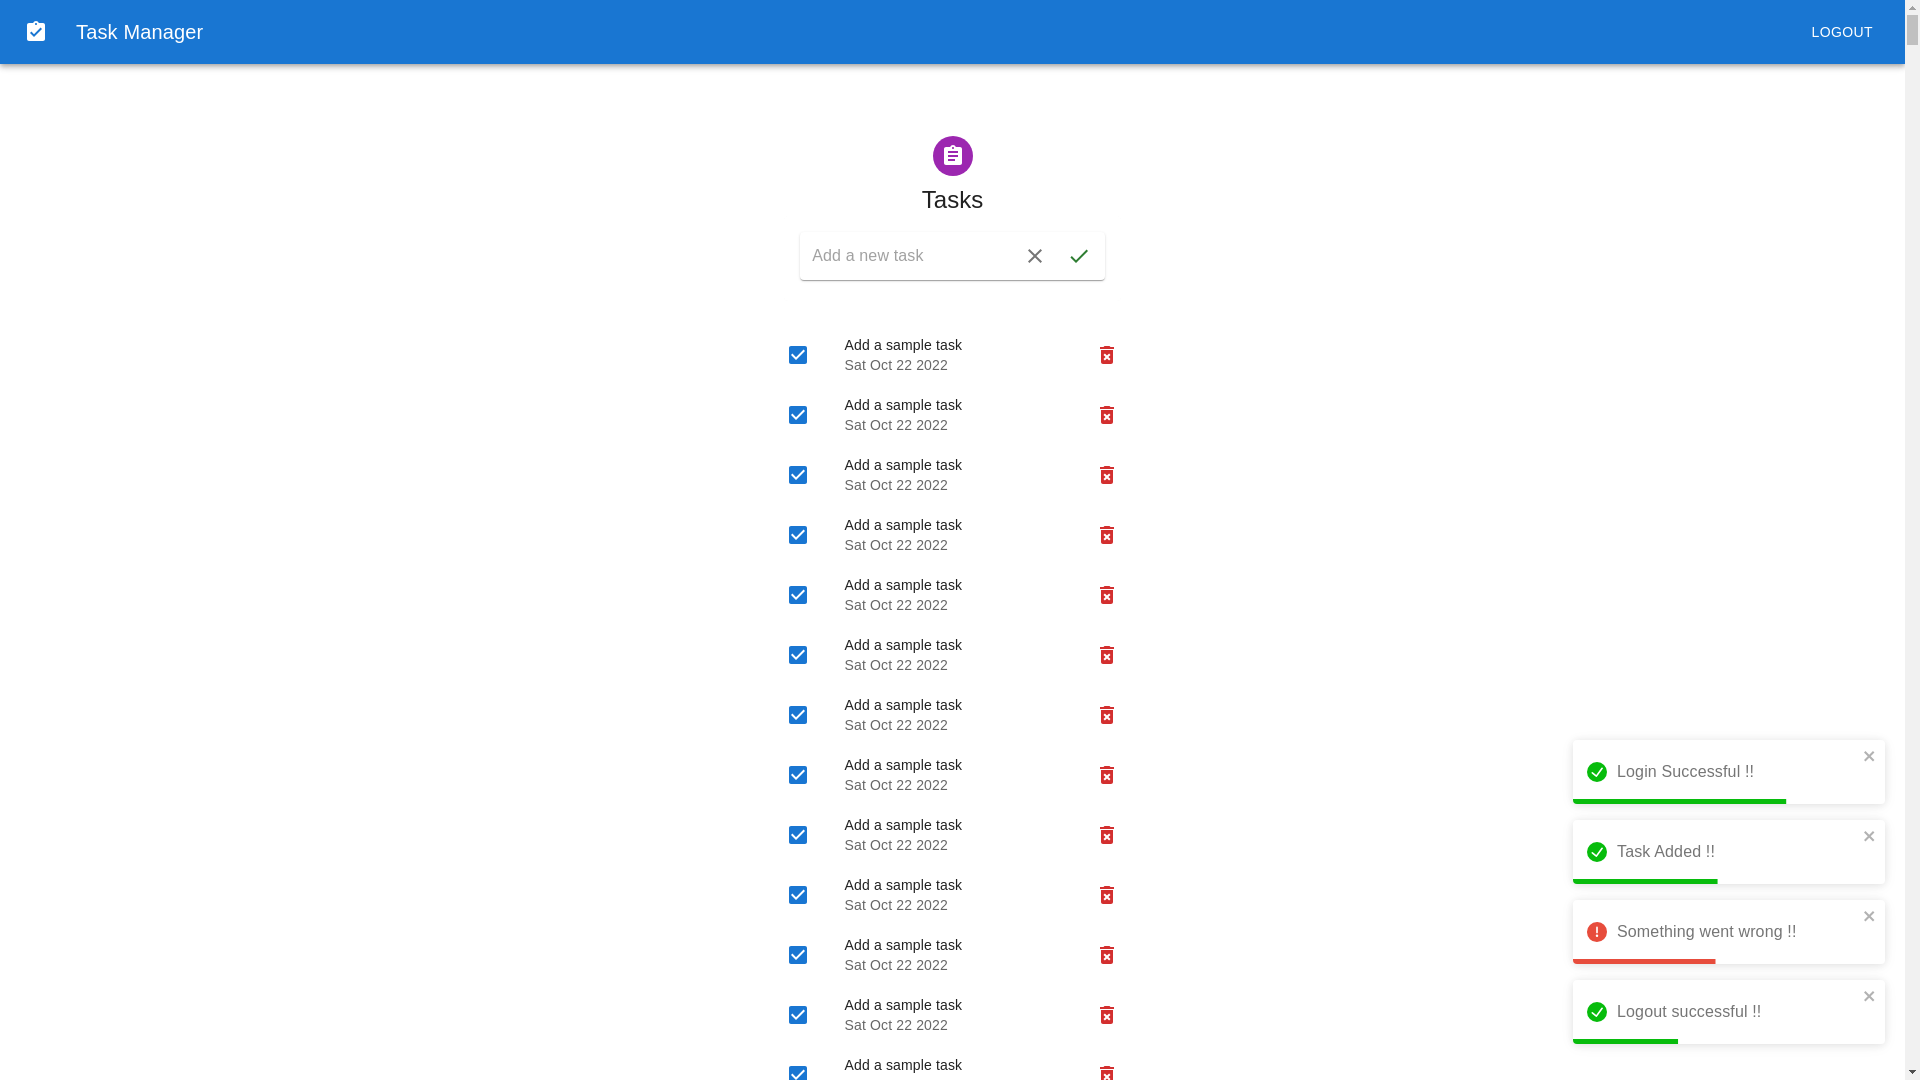 Task Manager
LOGOUT
Tasks
Add a new task
Add a sample task
Sat Oct 22 2022
Add a sample task
Sat Oct 22 2022
Add a sample task
Sat Oct 22 2022
Add a sample task
Sat Oct 22 2022
Add a sample task
Sat Oct 22 2022
Add a sample task
Sat Oct 22 2022
Add a sample task
Sat Oct 22 2022
Add a sample task
Sat Oct 22 2022
Add a sample task
Sat Oct 22 2022
Add a sample task
Sat Oct 22 2022
Add a sample task
Sat Oct 22 2022
Add a sample task
Sat Oct 22 2022
Add a sample task
Login Successful !!
Task Added !!
Something went wrong !!
Logout successful !!